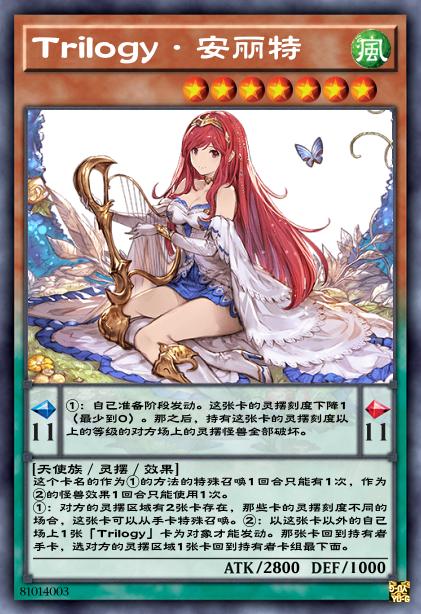 Trilogy・安丽特
風
①：自己准备阶段发动。这张卡的灵摆刻度下降1
（最少到0）。那之后，持有这张卡的灵摆刻度以
上的等级的对方场上的灵摆怪兽全部破坏。
11
11
[天使族／灵摆／效果]
这个卡名的作为①的方法的特殊召唤1回合只能有1次，作为
②的怪兽效果1回合只能使用1次。
①：对方的灵摆区域有2张卡存在，那些卡的灵摆刻度不同的
场合，这张卡可以从手卡特殊召唤。②：以这张卡以外的自己
场上1张「Trilogy」卡为对象才能发动。那张卡回到持有者
手卡，选对方的灵摆区域1张卡回到持有者卡组最下面。
ATK/2800 DEF/1000
81014003